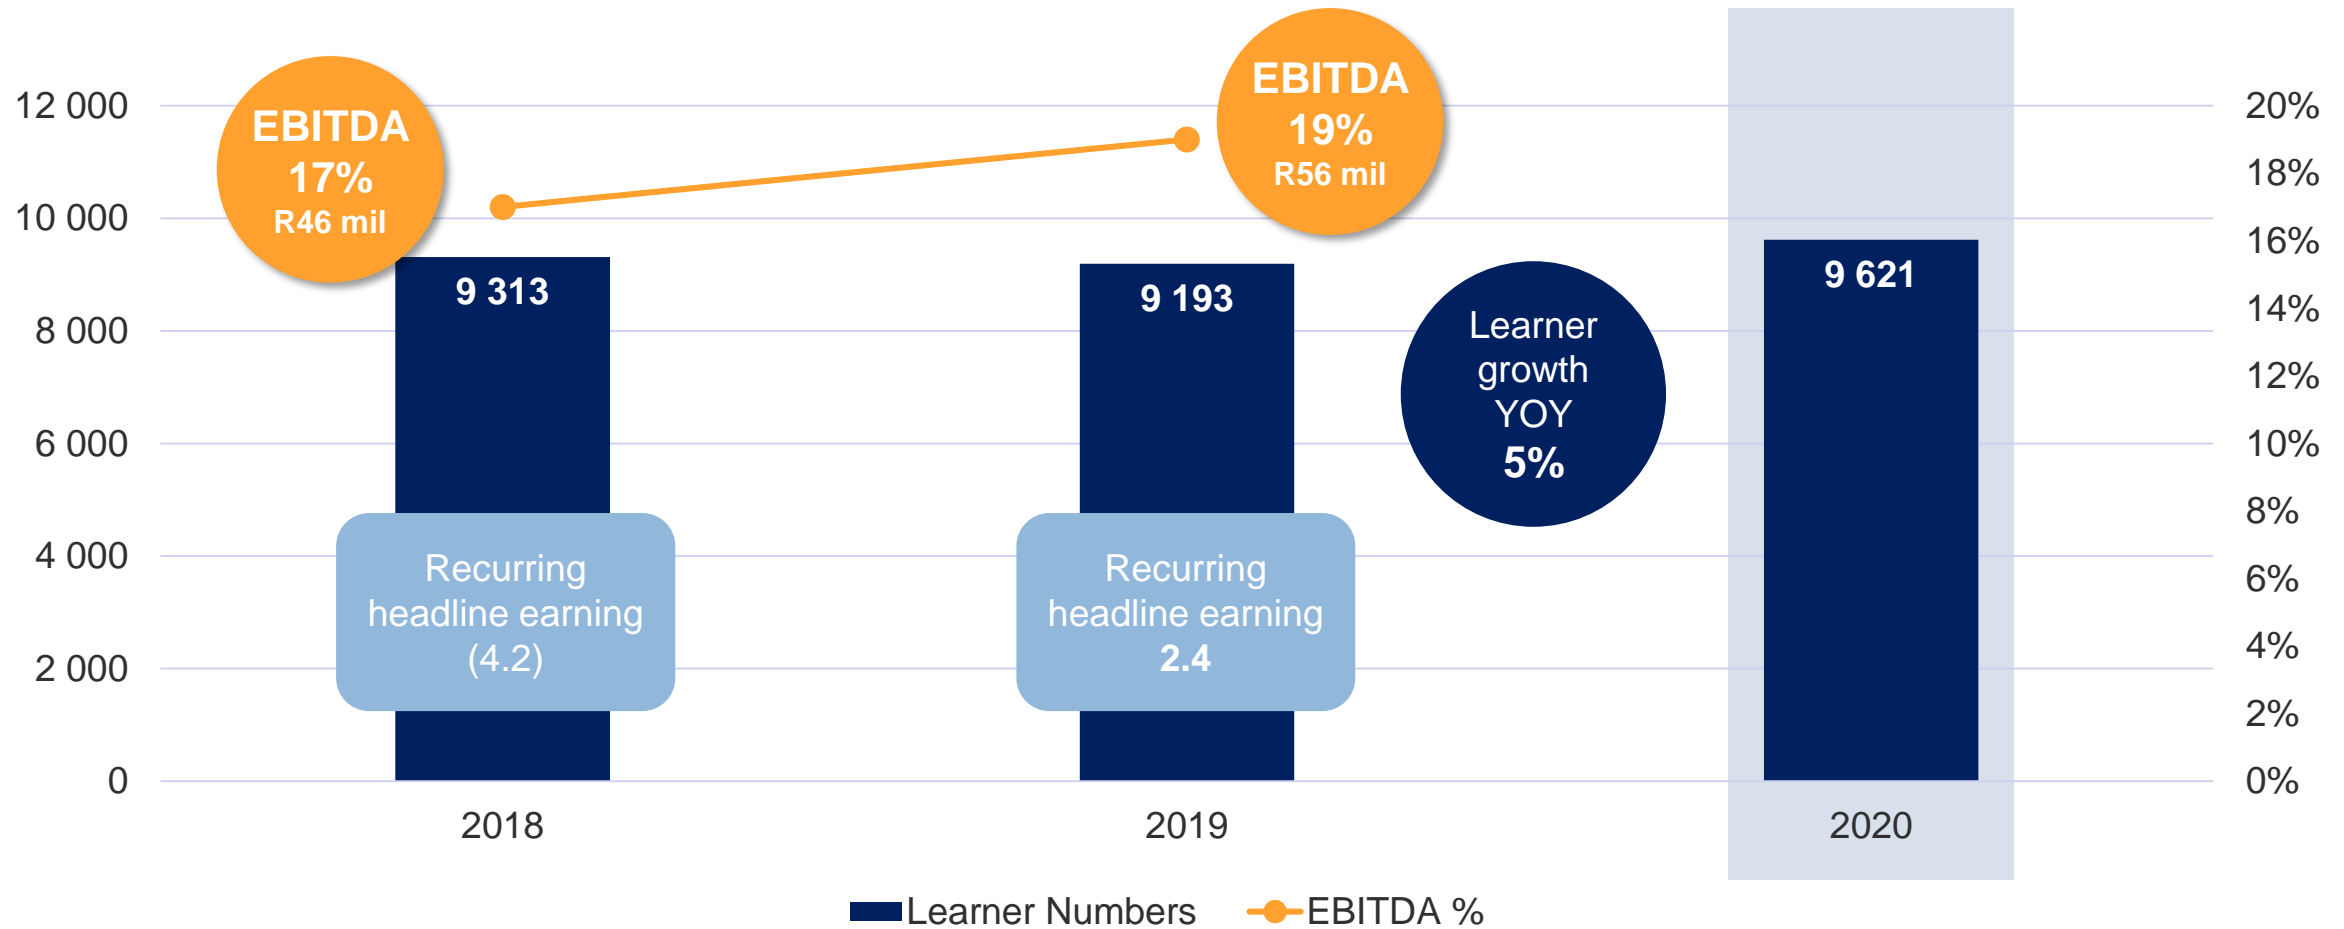 EBITDA
17%
R46 mil
EBITDA
19%
R56 mil
12 000
10 000
8 000
6 000
4 000
2 000
0
20%
18%
16%
14%
12%
10%
8%
6%
4%
2%
0%
9 313
9 193
9 621
Learner
growth
YOY
5%
Recurring
headline earning
(4.2)
Recurring
headline earning
2.4
2018
2019
2020
Learner Numbers
EBITDA %